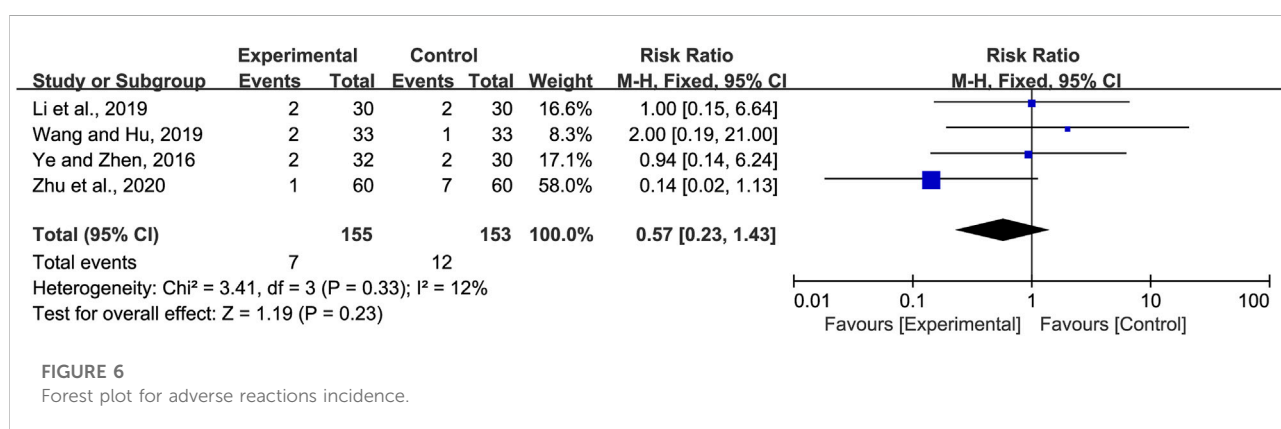 Experimental Control Risk Ratio Risk Ratio
Study or Subgroup Events Total Events Total Weight M-H, Fixed, 95% CI M-H, Fixed, 95% CI
Li et al., 2019 2 30 2 30 16.6% 1.00 [0.15, 6.64]
Wang and Hu, 2019 2 33 1 33 8.3% 2.00 [0.19, 21.00]
Ye and Zhen, 2016 2 32 2 30 17.1% 0.94 [0.14, 6.24]
Zhu et al., 2020 1 60 7 60 58.0% 0.14 [0.02, 1.13]
Total (95% CI) 155 153 100.0% 0.57 [0.23, 1.43]
Total events 7 12
Heterogeneity: Chi² = 3.41, df = 3 (P = 0.33); I² = 12%
Test for overall effect: Z = 1.19 (P = 0.23)
0.01 0.1 1 10 100
Favours [Experimental] Favours [Control]
FIGURE 6
Forest plot for adverse reactions incidence.